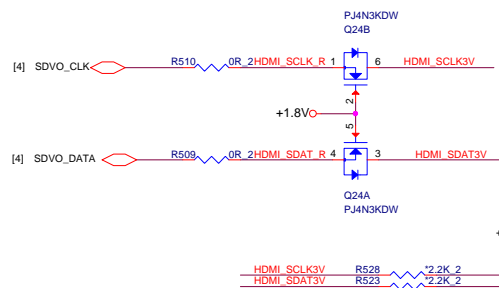 PJ4N3KDW
Q24B
[4] SDVO_CLK R510 0R_2 HDMI_SCLK_R 1 6 HDMI_SCLK3V
2
+1.8V
5
[4] SDVO_DATA R509 0R_2 HDMI_SDAT_R 4 3 HDMI_SDAT3V
Q24A
PJ4N3KDW
+
HDMI_SCLK3V R528 *2.2K_2
HDMI_SDAT3V R523 *2.2K_2